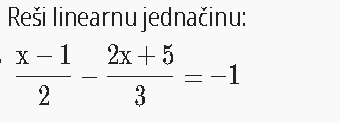 Reši linearnu jednačinu:
(x − 1)/2 − (2x + 5)/3 = −1